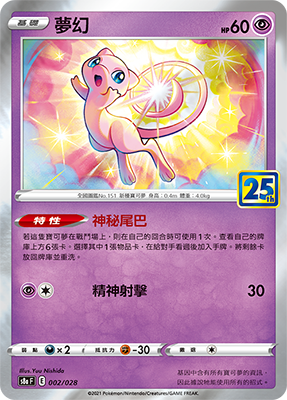 基礎 夢幻 HP60
全國圖鑑No.151 新種寶可夢 身高:0.4m 體重:4.0kg
25th
特性 神秘尾巴
若這隻寶可夢在戰鬥場上,則在自己的回合時可使用1次。查看自己的牌
庫上方6張卡,選擇其中1張物品卡,在給對手看過後加入手牌。將剩餘卡
放回牌庫並重洗。
精神射擊 30
弱點 ×2 抵抗力 -30 撤退
s8a F E 002/028
基因中含有所有寶可夢的資訊,
因此據說牠能使用所有的招式。
illus.Yuu Nishida
©2021 Pokémon/Nintendo/Creatures/GAME FREAK.